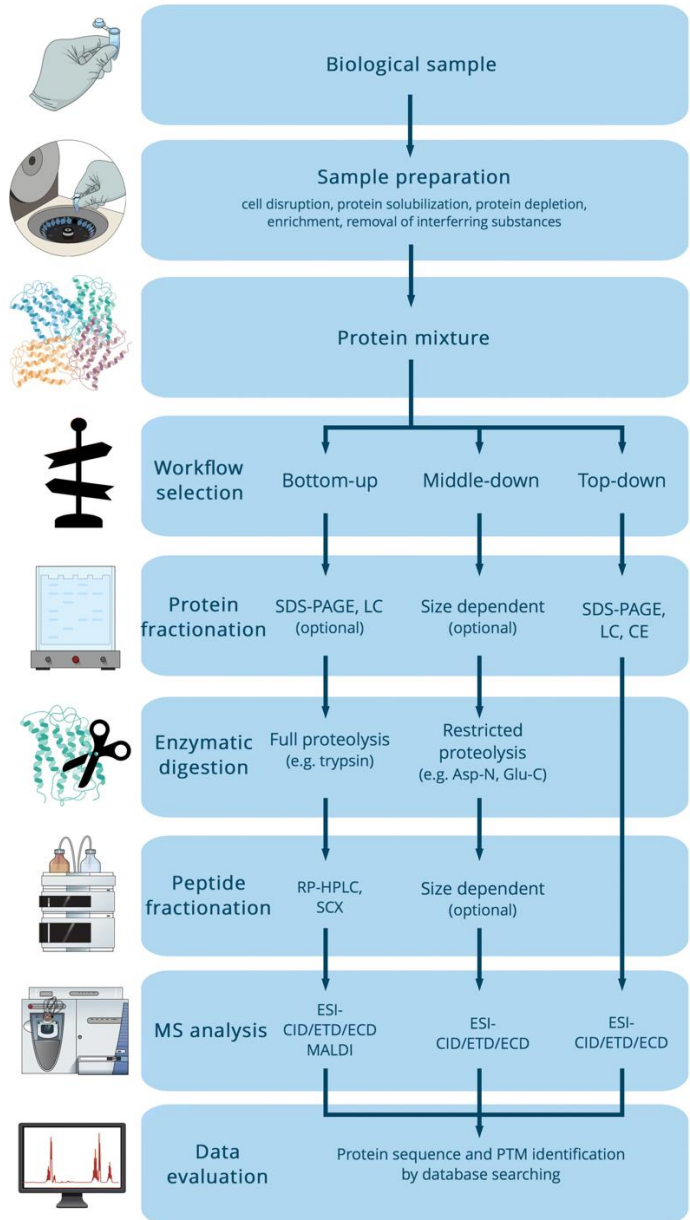 Biological sample
Sample preparation
cell disruption, protein solubilization, protein depletion,
enrichment, removal of interfering substances
Protein mixture
Workflow
selection
Bottom-up
Middle-down
Top-down
Protein
fractionation
SDS-PAGE, LC
(optional)
Size dependent
(optional)
SDS-PAGE,
LC, CE
Enzymatic
digestion
Full proteolysis
(e.g. trypsin)
Restricted
proteolysis
(e.g. Asp-N, Glu-C)
Peptide
fractionation
RP-HPLC,
SCX
Size dependent
(optional)
MS analysis
ESI-
CID/ETD/ECD
MALDI
ESI-
CID/ETD/ECD
ESI-
CID/ETD/ECD
Data
evaluation
Protein sequence and PTM identification
by database searching